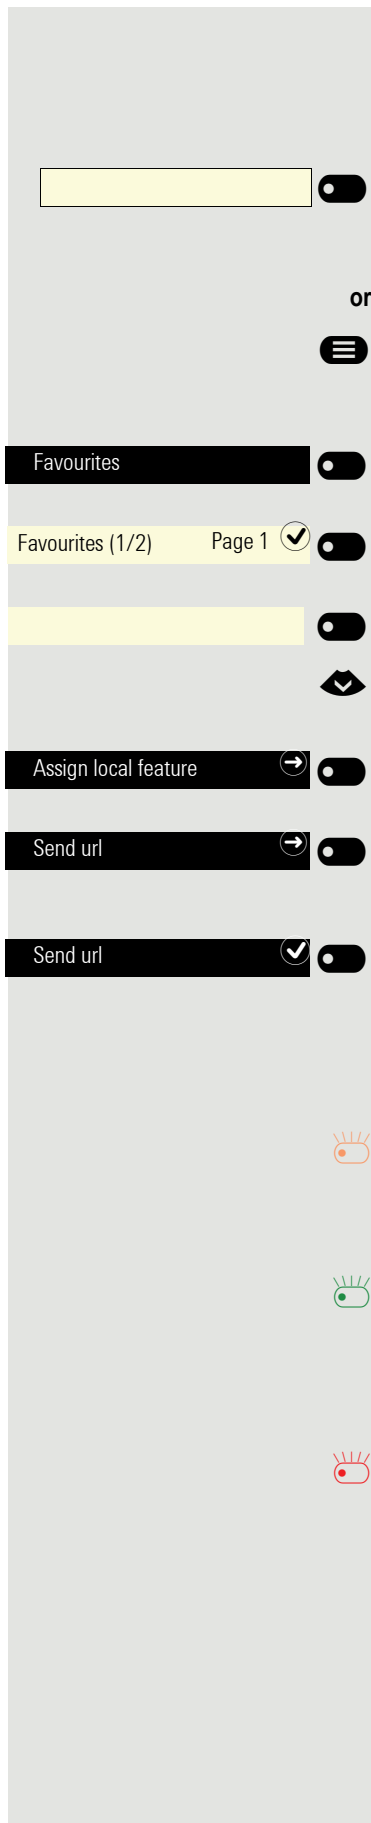 or
Favourites
Favourites (1/2) Page 1
Assign local feature
Send url
Send url